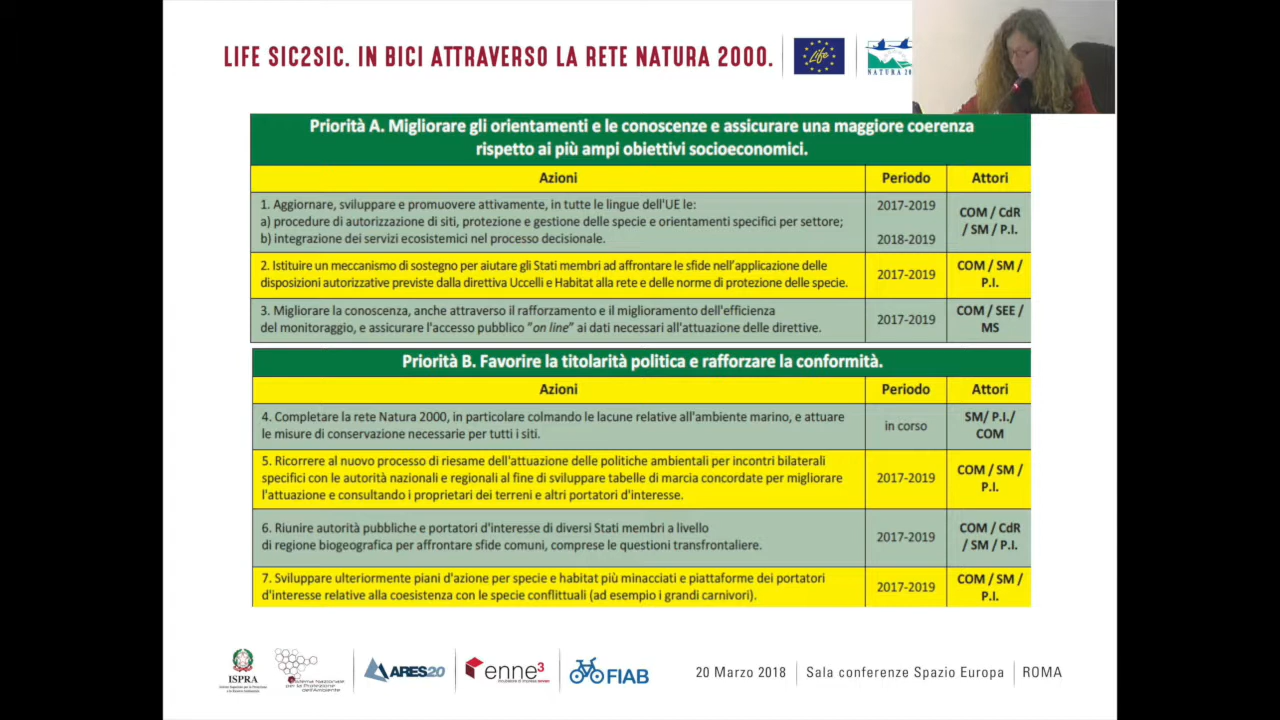 LIFE SIC2SIC. IN BICI ATTRAVERSO LA RETE NATURA 2000.
Life
NATURA 20
Priorità A. Migliorare gli orientamenti e le conoscenze e assicurare una maggiore coerenza
rispetto ai più ampi obiettivi socioeconomici.
Azioni Periodo Attori
1. Aggiornare, sviluppare e promuovere attivamente, in tutte le lingue dell'UE le:
a) procedure di autorizzazione di siti, protezione e gestione delle specie e orientamenti specifici per settore;
b) integrazione dei servizi ecosistemici nel processo decisionale.
2017-2019
2018-2019
COM / CdR
/ SM / P.I.
2. Istituire un meccanismo di sostegno per aiutare gli Stati membri ad affrontare le sfide nell'applicazione delle
disposizioni autorizzative previste dalla direttiva Uccelli e Habitat alla rete e delle norme di protezione delle specie.
2017-2019
COM / SM /
P.I.
3. Migliorare la conoscenza, anche attraverso il rafforzamento e il miglioramento dell'efficienza
del monitoraggio, e assicurare l'accesso pubblico "on line" ai dati necessari all'attuazione delle direttive.
2017-2019
COM / SEE /
MS
Priorità B. Favorire la titolarità politica e rafforzare la conformità.
Azioni Periodo Attori
4. Completare la rete Natura 2000, in particolare colmando le lacune relative all'ambiente marino, e attuare
le misure di conservazione necessarie per tutti i siti.
in corso
SM/ P.I./
COM
5. Ricorrere al nuovo processo di riesame dell'attuazione delle politiche ambientali per incontri bilaterali
specifici con le autorità nazionali e regionali al fine di sviluppare tabelle di marcia concordate per migliorare
l'attuazione e consultando i proprietari dei terreni e altri portatori d'interesse.
2017-2019
COM / SM /
P.I.
6. Riunire autorità pubbliche e portatori d'interesse di diversi Stati membri a livello
di regione biogeografica per affrontare sfide comuni, comprese le questioni transfrontaliere.
2017-2019
COM / CdR
/ SM / P.I.
7. Sviluppare ulteriormente piani d'azione per specie e habitat più minacciati e piattaforme dei portatori
d'interesse relative alla coesistenza con le specie conflittuali (ad esempio i grandi carnivori).
2017-2019
COM / SM /
P.I.
ISPRA
ARES20
enne3
FIAB
20 Marzo 2018 Sala conferenze Spazio Europa ROMA